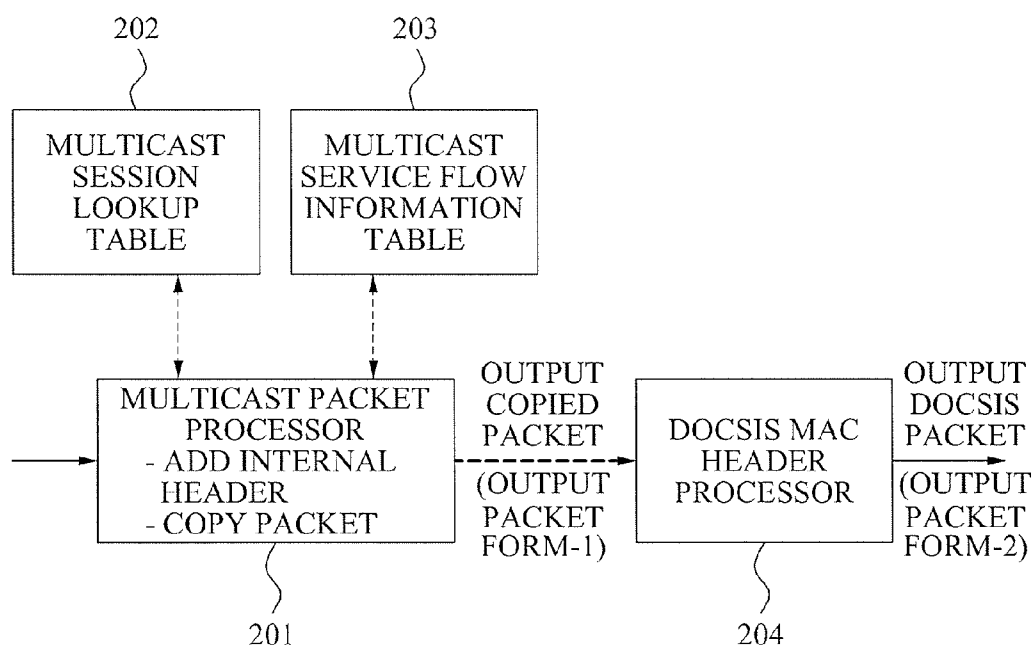 202
203
MULTICAST
SESSION
LOOKUP
TABLE
MULTICAST
SERVICE FLOW
INFORMATION
TABLE
MULTICAST PACKET
PROCESSOR
- ADD INTERNAL
HEADER
- COPY PACKET
OUTPUT
COPIED
PACKET
(OUTPUT
PACKET
FORM-1)
DOCSIS MAC
HEADER
PROCESSOR
OUTPUT
DOCSIS
PACKET
(OUTPUT
PACKET
FORM-2)
201
204